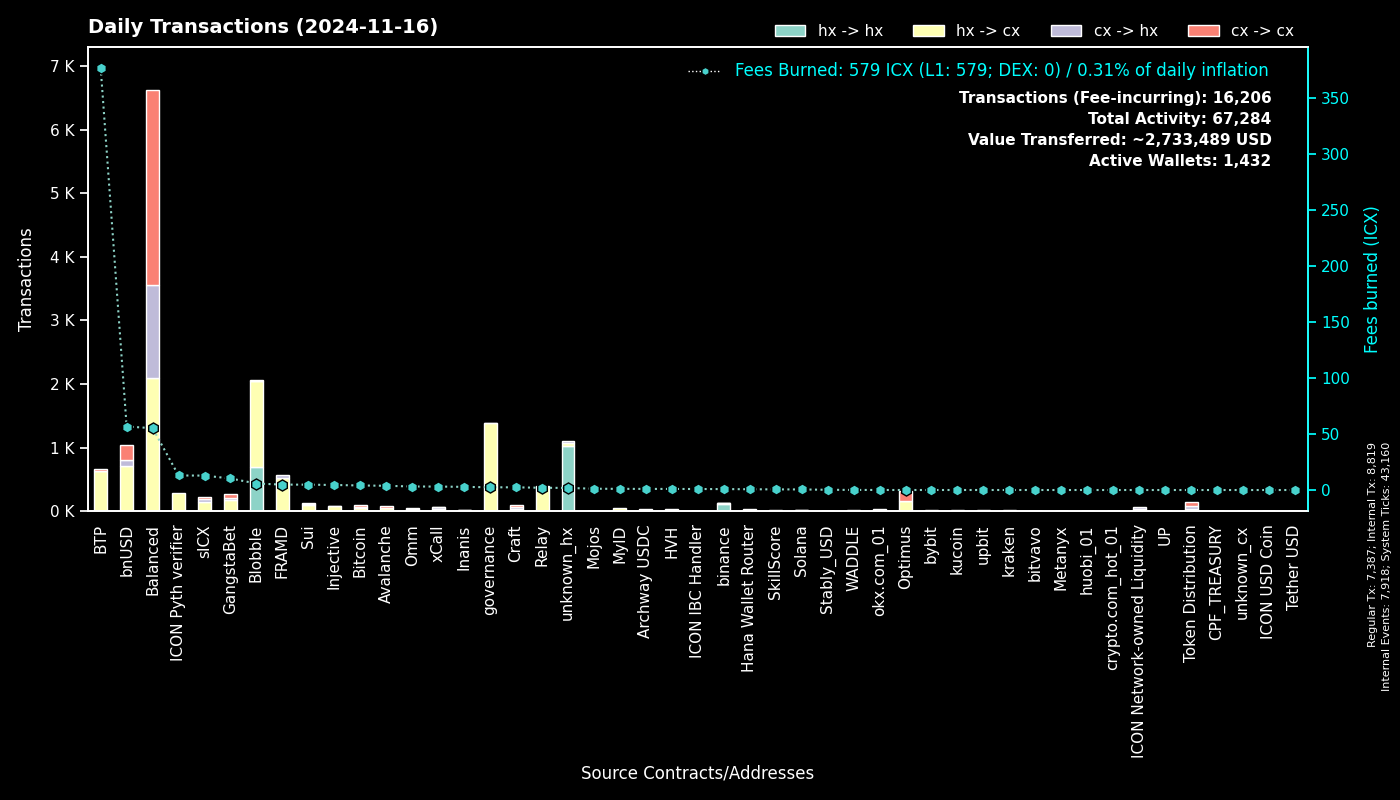 Daily Transactions (2024-11-16)
hx -> hx
hx -> cx
cx -> hx
cx -> cx
Fees Burned: 579 ICX (L1: 579; DEX: 0) / 0.31% of daily inflation
Transactions (Fee-incurring): 16,206
Total Activity: 67,284
Value Transferred: ~2,733,489 USD
Active Wallets: 1,432
Transactions
7 K
6 K
5 K
4 K
3 K
2 K
1 K
0 K
350
300
250
200
150
100
50
0
Fees burned (ICX)
BTP
bnUSD
Balanced
ICON Pyth verifier
sICX
GangstaBet
Blobble
FRAMD
Sui
Injective
Bitcoin
Avalanche
Omm
xCall
Inanis
governance
Craft
Relay
unknown_hx
Mojos
MyID
Archway USDC
HVH
ICON IBC Handler
binance
Hana Wallet Router
SkillScore
Solana
Stably_USD
WADDLE
okx.com_01
Optimus
bybit
kucoin
upbit
kraken
bitvavo
Metanyx
huobi_01
crypto.com_hot_01
ICON Network-owned Liquidity
UP
Token Distribution
CPF_TREASURY
unknown_cx
ICON USD Coin
Tether USD
Source Contracts/Addresses
Regular Tx: 7,387; Internal Tx: 8,819
Internal Events: 7,918; System Ticks: 43,160